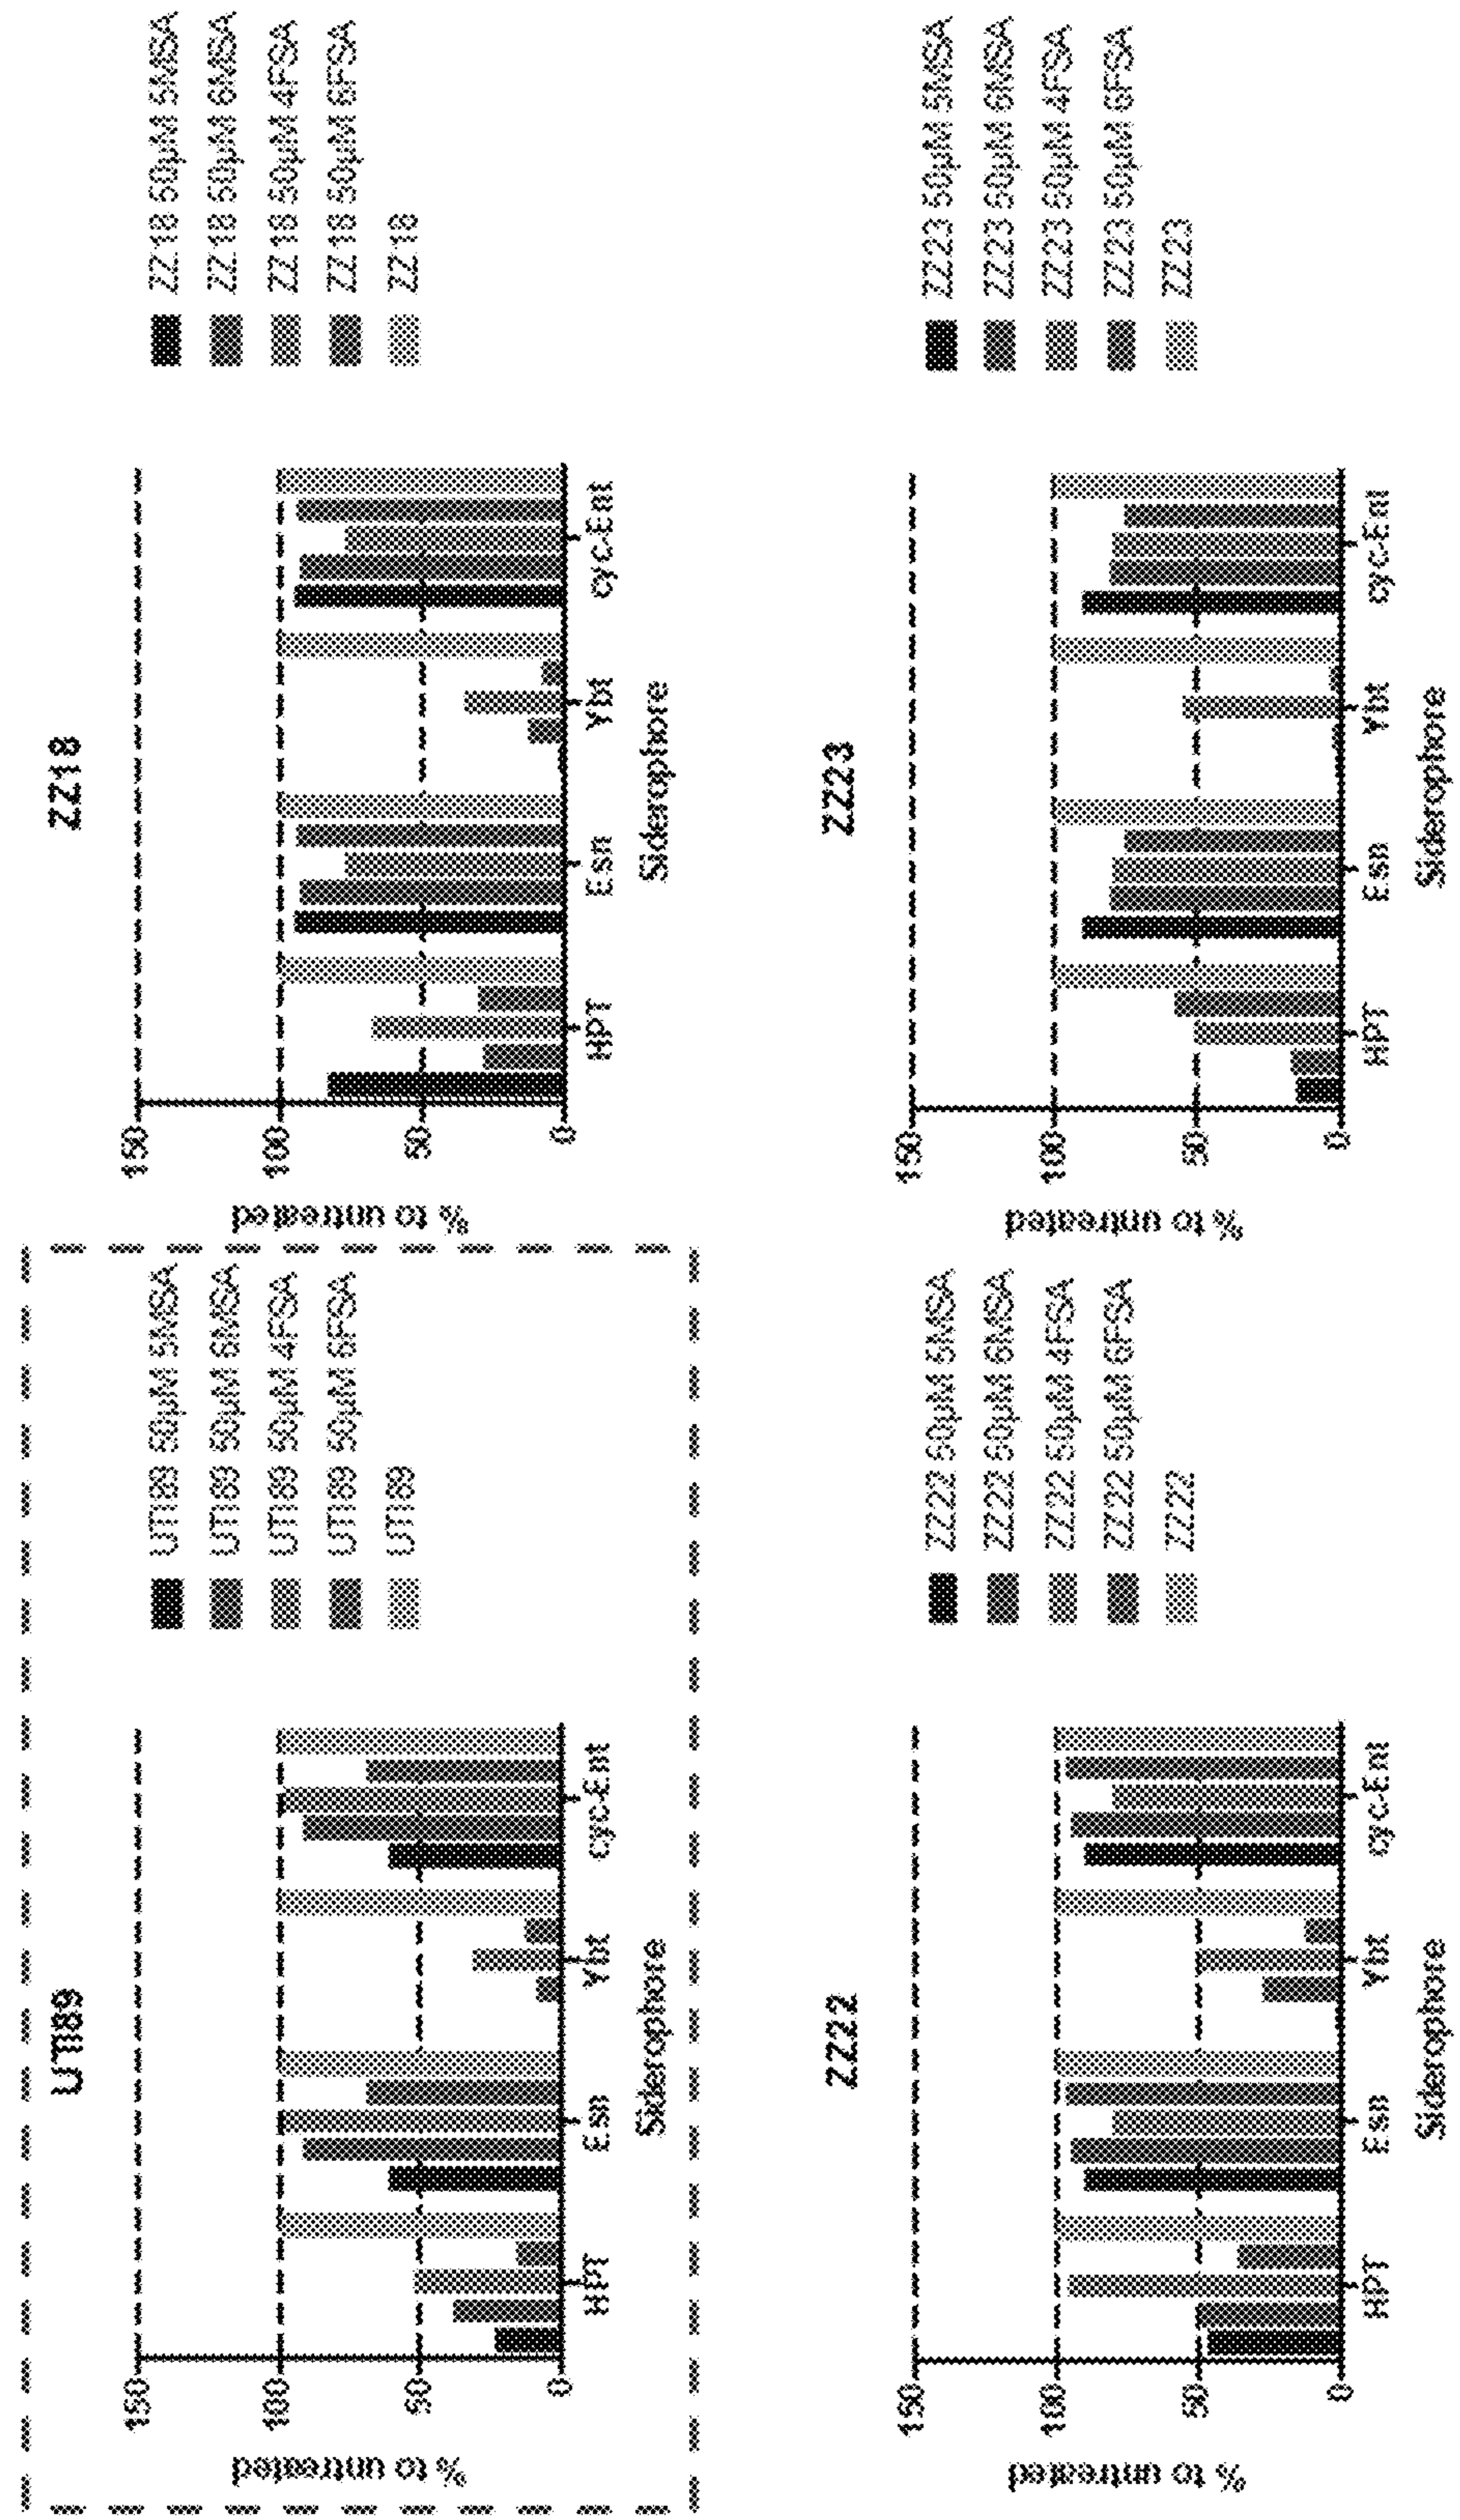 UTI89
% to untreated
150
100
50
0
HPT
Esn
Ybt
cyc-Ent
Siderophore
UTI89 50µM 5MSA
UTI89 50µM 6MSA
UTI89 50µM 4FSA
UTI89 50µM 6FSA
UTI89
ZZ18
% to untreated
150
100
50
0
HPT
Esn
Ybt
cyc-Ent
Siderophore
ZZ18 50µM 5MSA
ZZ18 50µM 6MSA
ZZ18 50µM 4FSA
ZZ18 50µM 6FSA
ZZ18
ZZ22
% to untreated
150
100
50
0
HPT
Esn
Ybt
cyc-Ent
Siderophore
ZZ22 50µM 5MSA
ZZ22 50µM 6MSA
ZZ22 50µM 4FSA
ZZ22 50µM 6FSA
ZZ22
ZZ23
% to untreated
150
100
50
0
HPT
Esn
Ybt
cyc-Ent
Siderophore
ZZ23 50µM 5MSA
ZZ23 50µM 6MSA
ZZ23 50µM 4FSA
ZZ23 50µM 6FSA
ZZ23